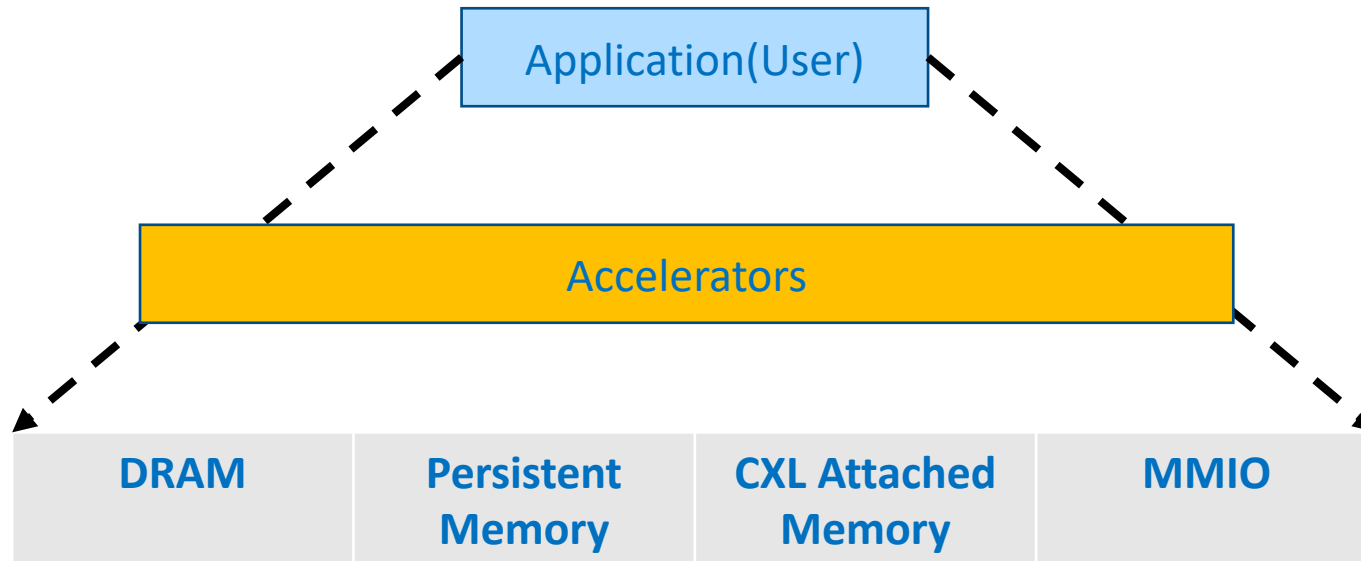 Application(User)
Accelerators
DRAM
Persistent
Memory
CXL Attached
Memory
MMIO